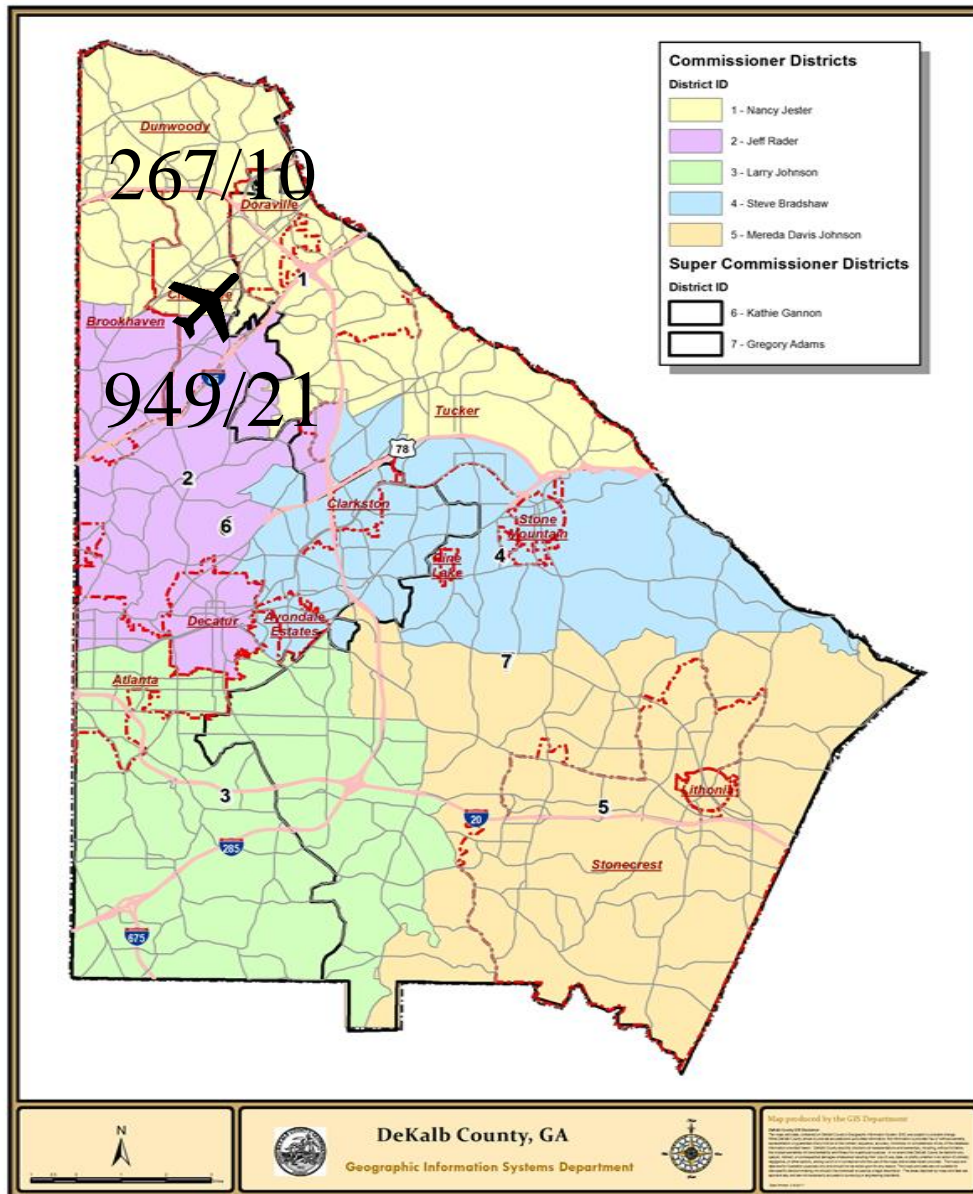 Commissioner Districts
District ID
1 - Nancy Jester
2 - Jeff Rader
3 - Larry Johnson
4 - Steve Bradshaw
5 - Mereda Davis Johnson
Super Commissioner Districts
District ID
6 - Kathie Gannon
7 - Gregory Adams
Dunwoody
267/10
Doraville
1
Brookhaven
949/21
Tucker
78
2
Clarkston
6
Stone
Mountain
4
Lake
Decatur
Avondale
Estates
7
Atlanta
3
5
20
285
Stonecrest
675
N
DeKalb County, GA
Geographic Information Systems Department
Map produced by the GIS Department